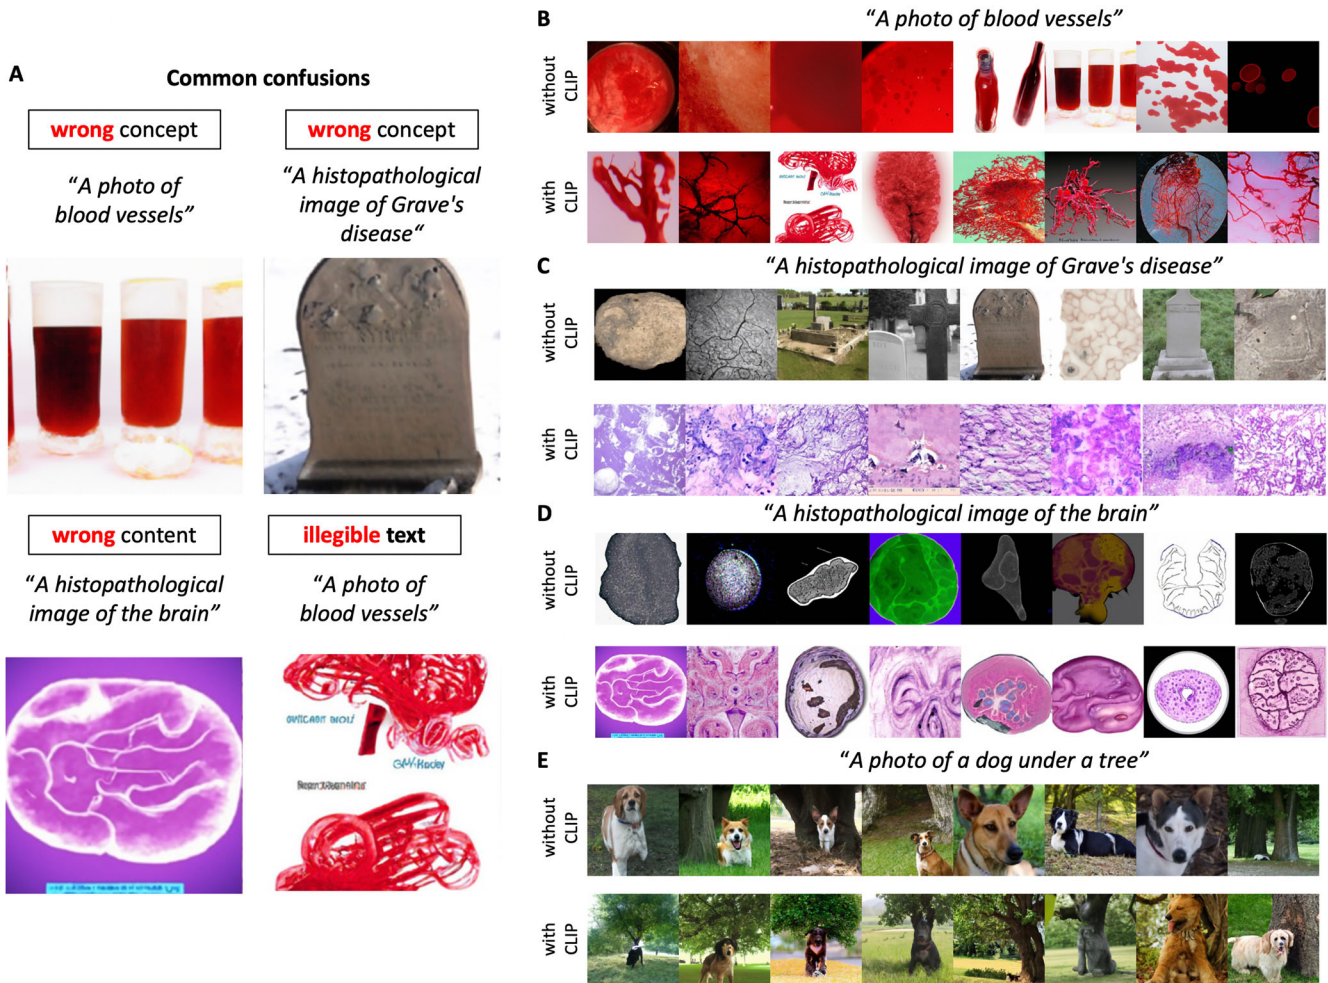 A
Common confusions
wrong concept
“A photo of
blood vessels”
wrong concept
“A histopathological
image of Grave's
disease“
wrong content
“A histopathological
image of the brain”
illegible text
“A photo of
blood vessels”
B
“A photo of blood vessels”
without
CLIP
with
CLIP
C
“A histopathological image of Grave's disease”
without
CLIP
with
CLIP
D
“A histopathological image of the brain”
without
CLIP
with
CLIP
E
“A photo of a dog under a tree”
without
CLIP
with
CLIP